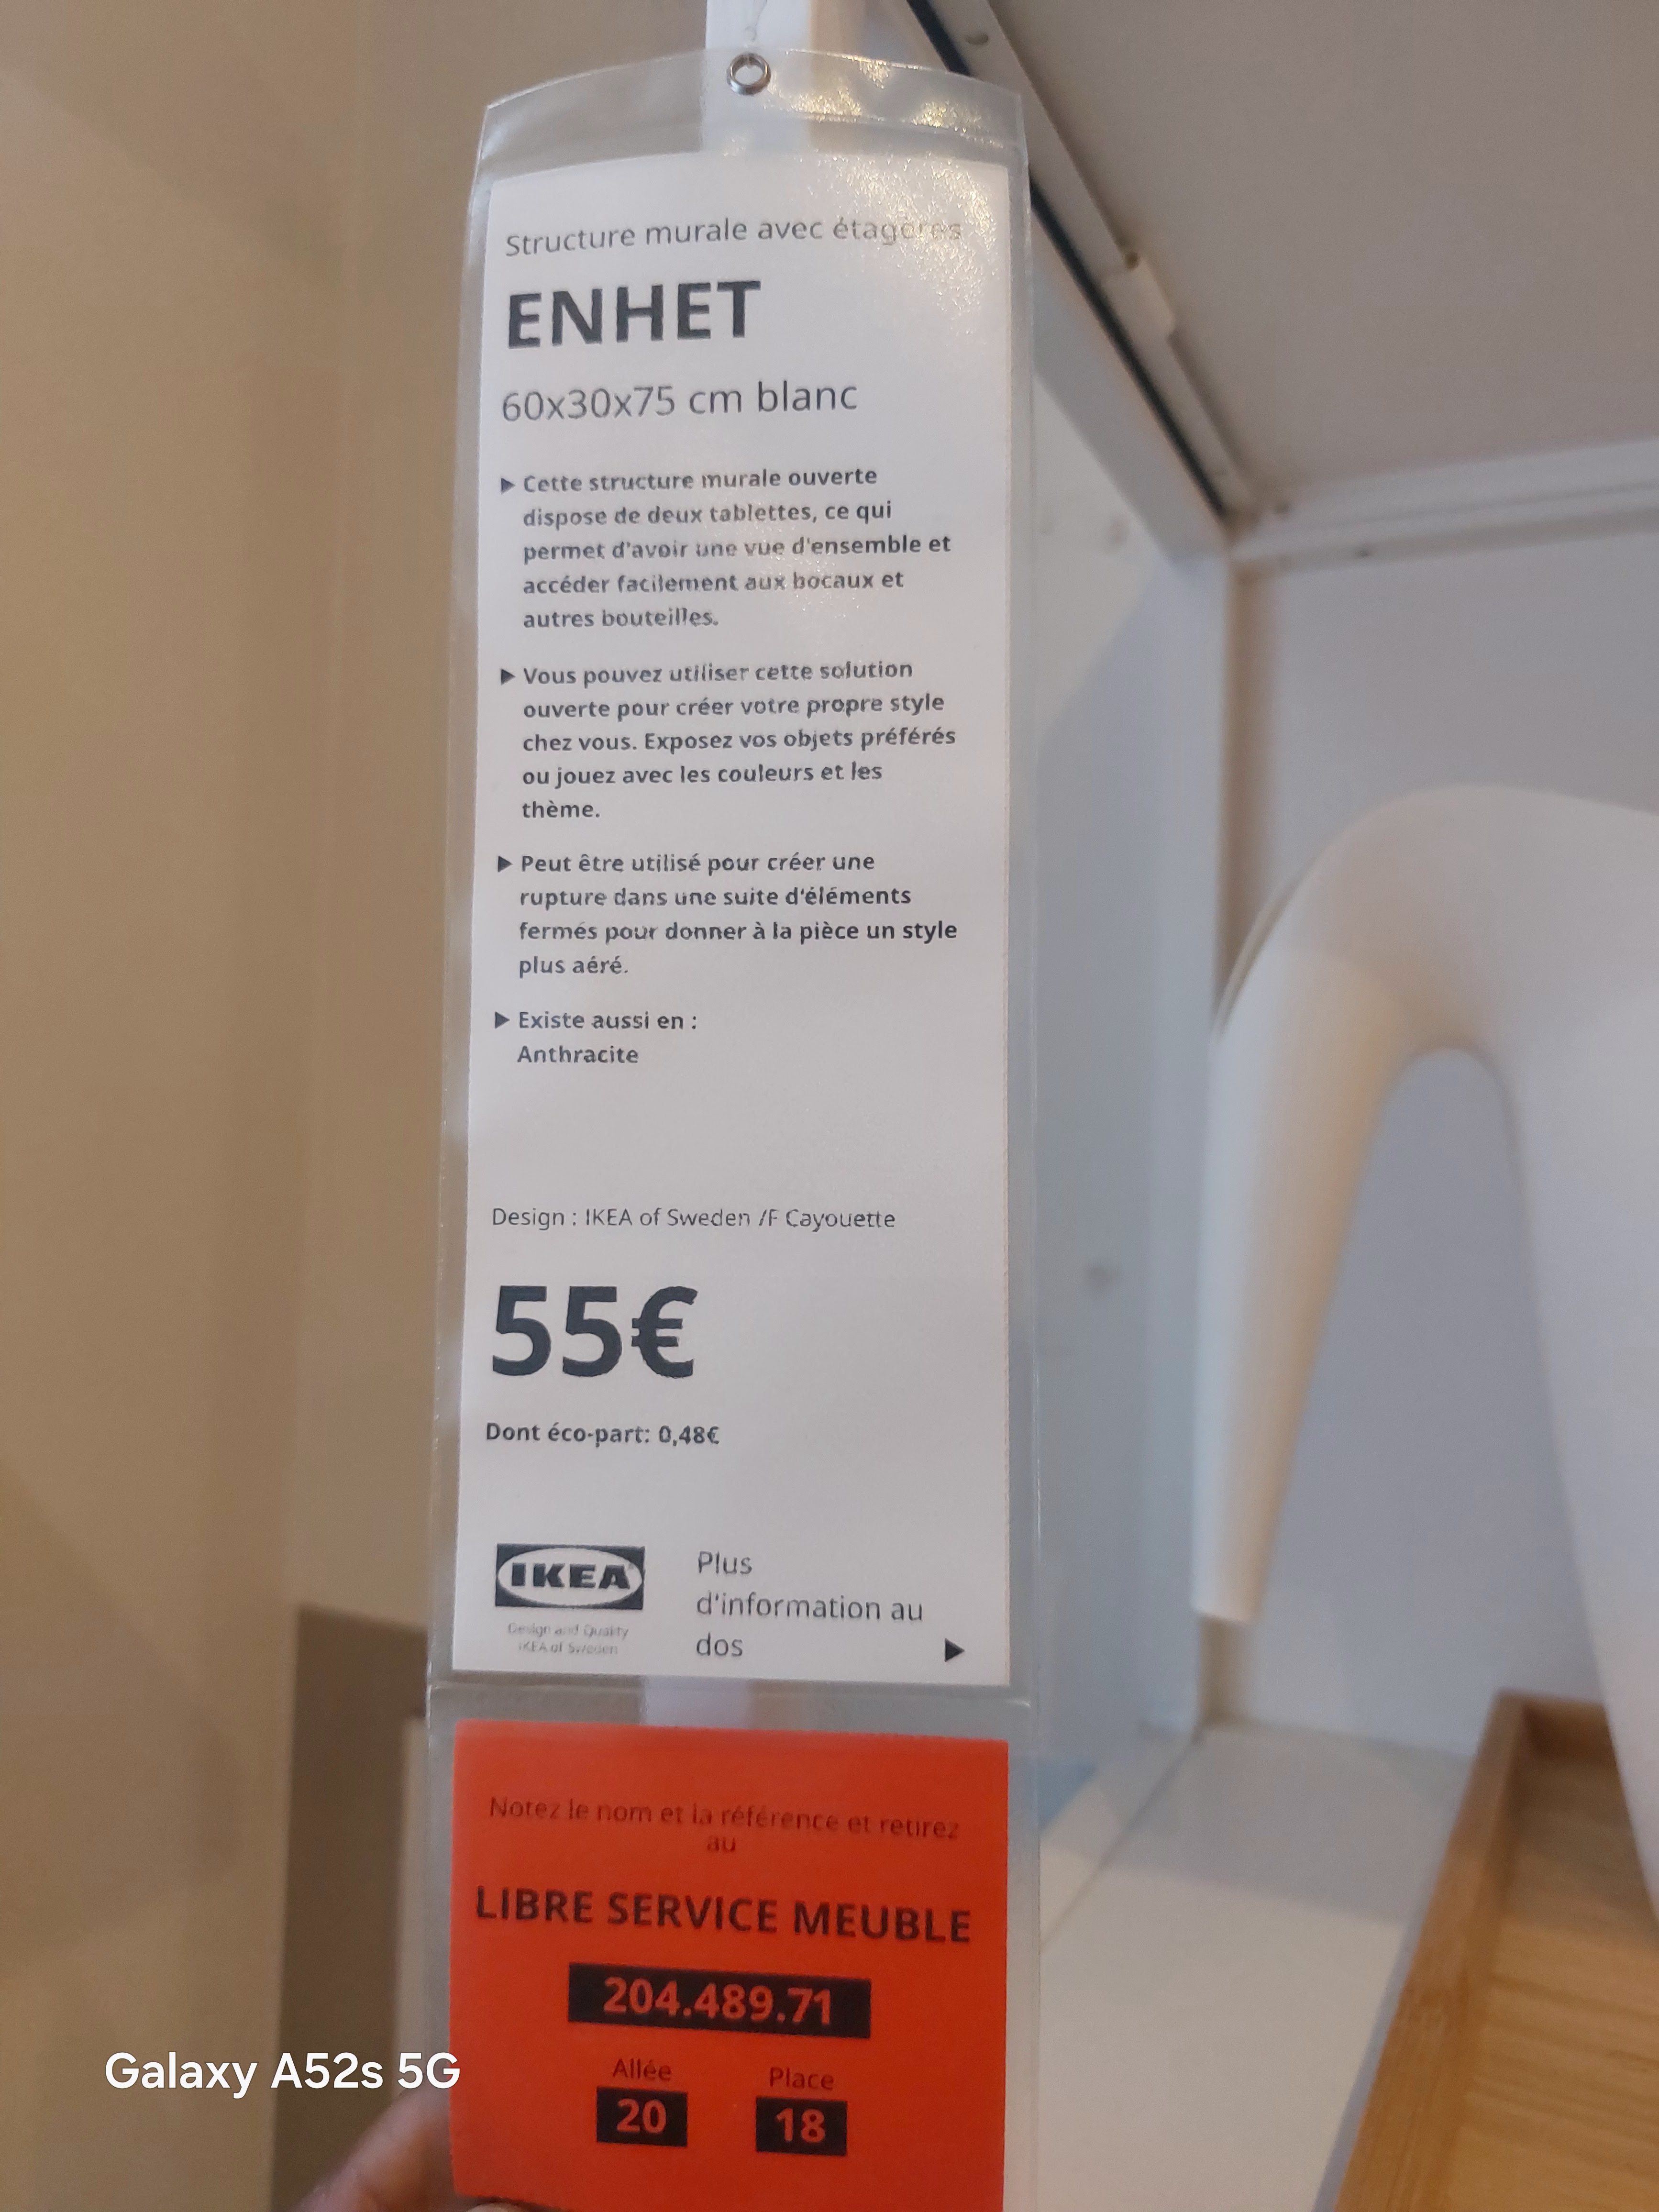 Structure murale avec étagères
ENHET
60x30x75 cm blanc
▶ Cette structure murale ouverte
dispose de deux tablettes, ce qui
permet d'avoir une vue d'ensemble et
accéder facilement aux bocaux et
autres bouteilles.
▶ Vous pouvez utiliser cette solution
ouverte pour créer votre propre style
chez vous. Exposez vos objets préférés
ou jouez avec les couleurs et les
thème.
▶ Peut être utilisé pour créer une
rupture dans une suite d'éléments
fermés pour donner à la pièce un style
plus aéré.
▶ Existe aussi en :
Anthracite
Design : IKEA of Sweden /F Cayouette
55€
Dont éco-part: 0,48€
IKEA
Design and Quality
IKEA of Sweden
Plus
d'information au
dos ▶
Notez le nom et la référence et retirez
au
LIBRE SERVICE MEUBLE
204.489.71
Allée Place
20 18
Galaxy A52s 5G